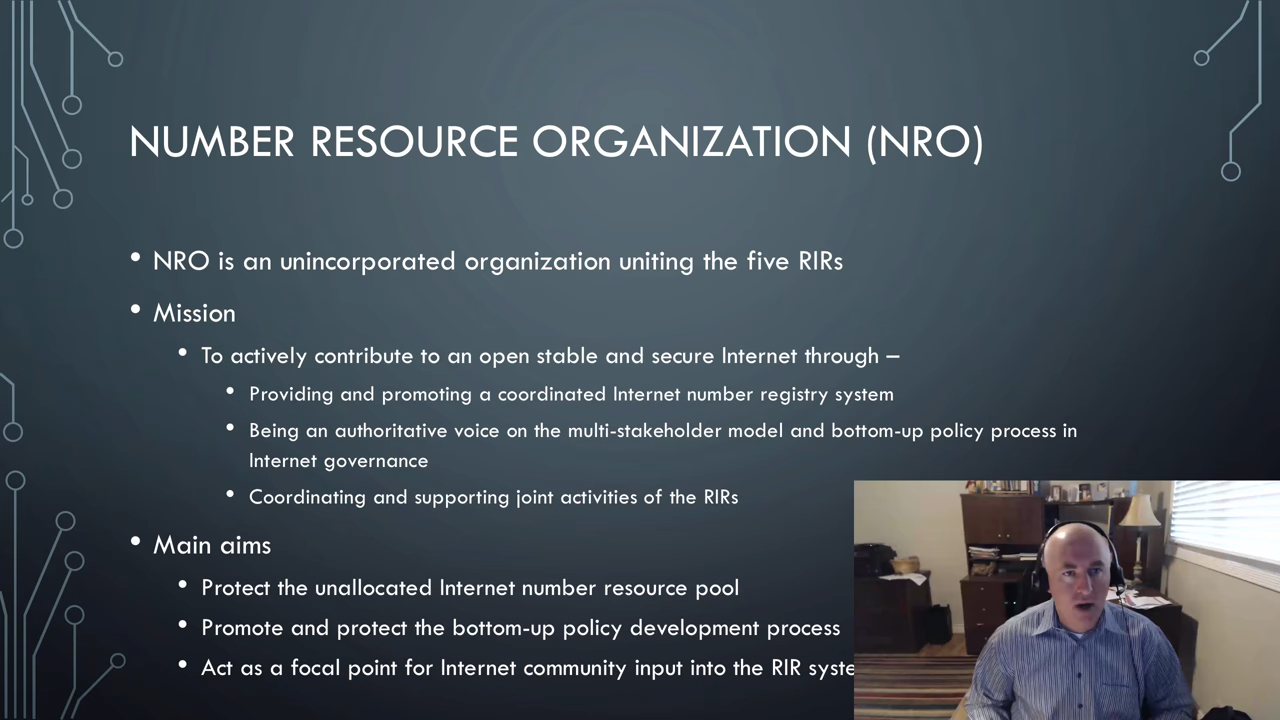 NUMBER RESOURCE ORGANIZATION (NRO)
• NRO is an unincorporated organization uniting the five RIRs
• Mission
• To actively contribute to an open stable and secure Internet through –
• Providing and promoting a coordinated Internet number registry system
• Being an authoritative voice on the multi-stakeholder model and bottom-up policy process in
Internet governance
• Coordinating and supporting joint activities of the RIRs
• Main aims
• Protect the unallocated Internet number resource pool
• Promote and protect the bottom-up policy development process
• Act as a focal point for Internet community input into the RIR